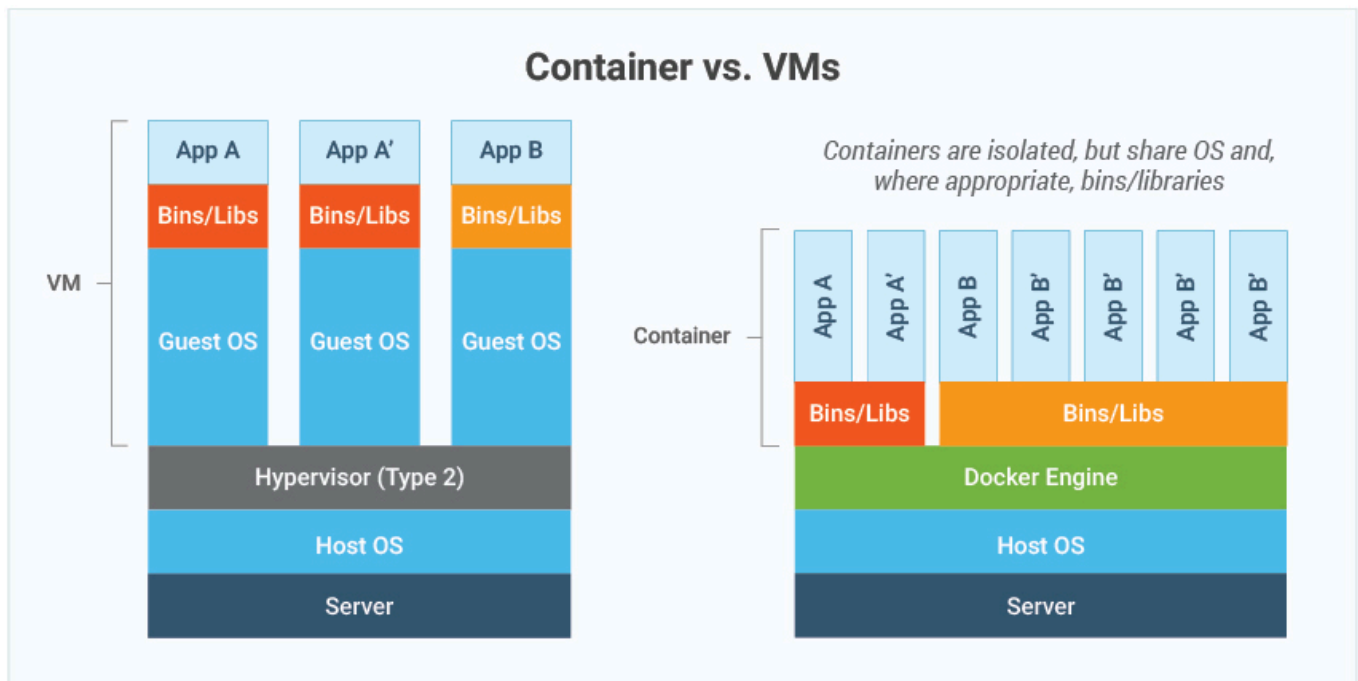 Container vs. VMs
VM
App A
App A’
App B
Bins/Libs
Bins/Libs
Bins/Libs
Guest OS
Guest OS
Guest OS
Hypervisor (Type 2)
Host OS
Server
Containers are isolated, but share OS and,
where appropriate, bins/libraries
Container
App A
App A’
App B
App B’
App B’
App B’
App B’
Bins/Libs
Bins/Libs
Docker Engine
Host OS
Server